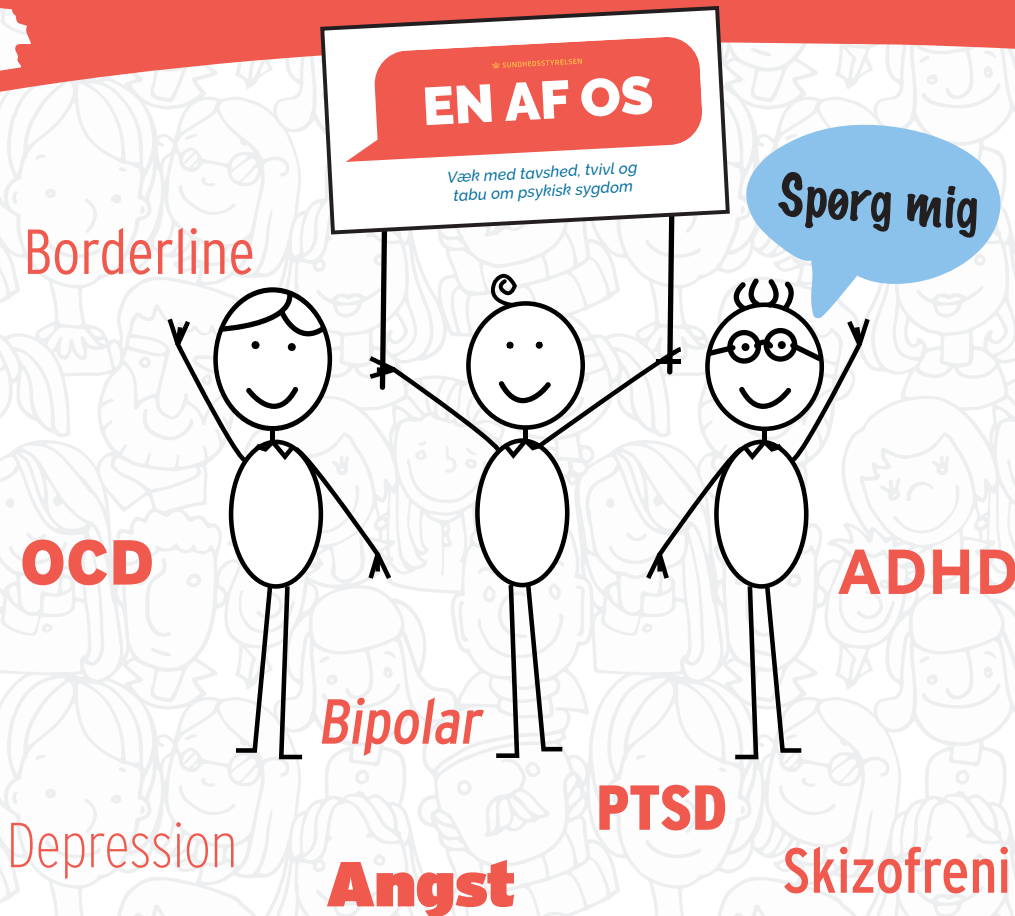 SUNDHEDSSTYRELSEN
EN AF OS
Væk med tavshed, tvivl og
tabu om psykisk sygdom
Spørg mig
Borderline
OCD
ADHD
Bipolar
PTSD
Depression
Angst
Skizofreni